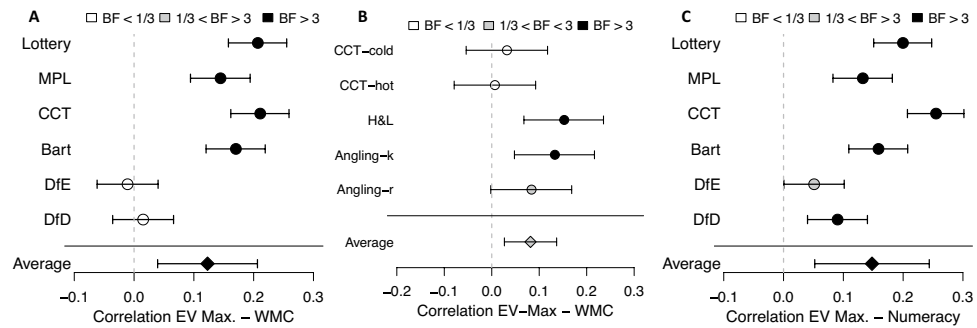 A
BF < 1/3 1/3 < BF > 3 BF > 3
Lottery
MPL
CCT
Bart
DfE
DfD
Average
−0.1 0.0 0.1 0.2 0.3
Correlation EV Max. − WMC
B
BF < 1/3 1/3 < BF < 3 BF > 3
CCT−cold
CCT−hot
H&L
Angling−k
Angling−r
Average
−0.2 −0.1 0.0 0.1 0.2 0.3
Correlation EV−Max − WMC
C
BF < 1/3 1/3 < BF > 3 BF > 3
Lottery
MPL
CCT
Bart
DfE
DfD
Average
−0.1 0.0 0.1 0.2 0.3
Correlation EV Max. − Numeracy